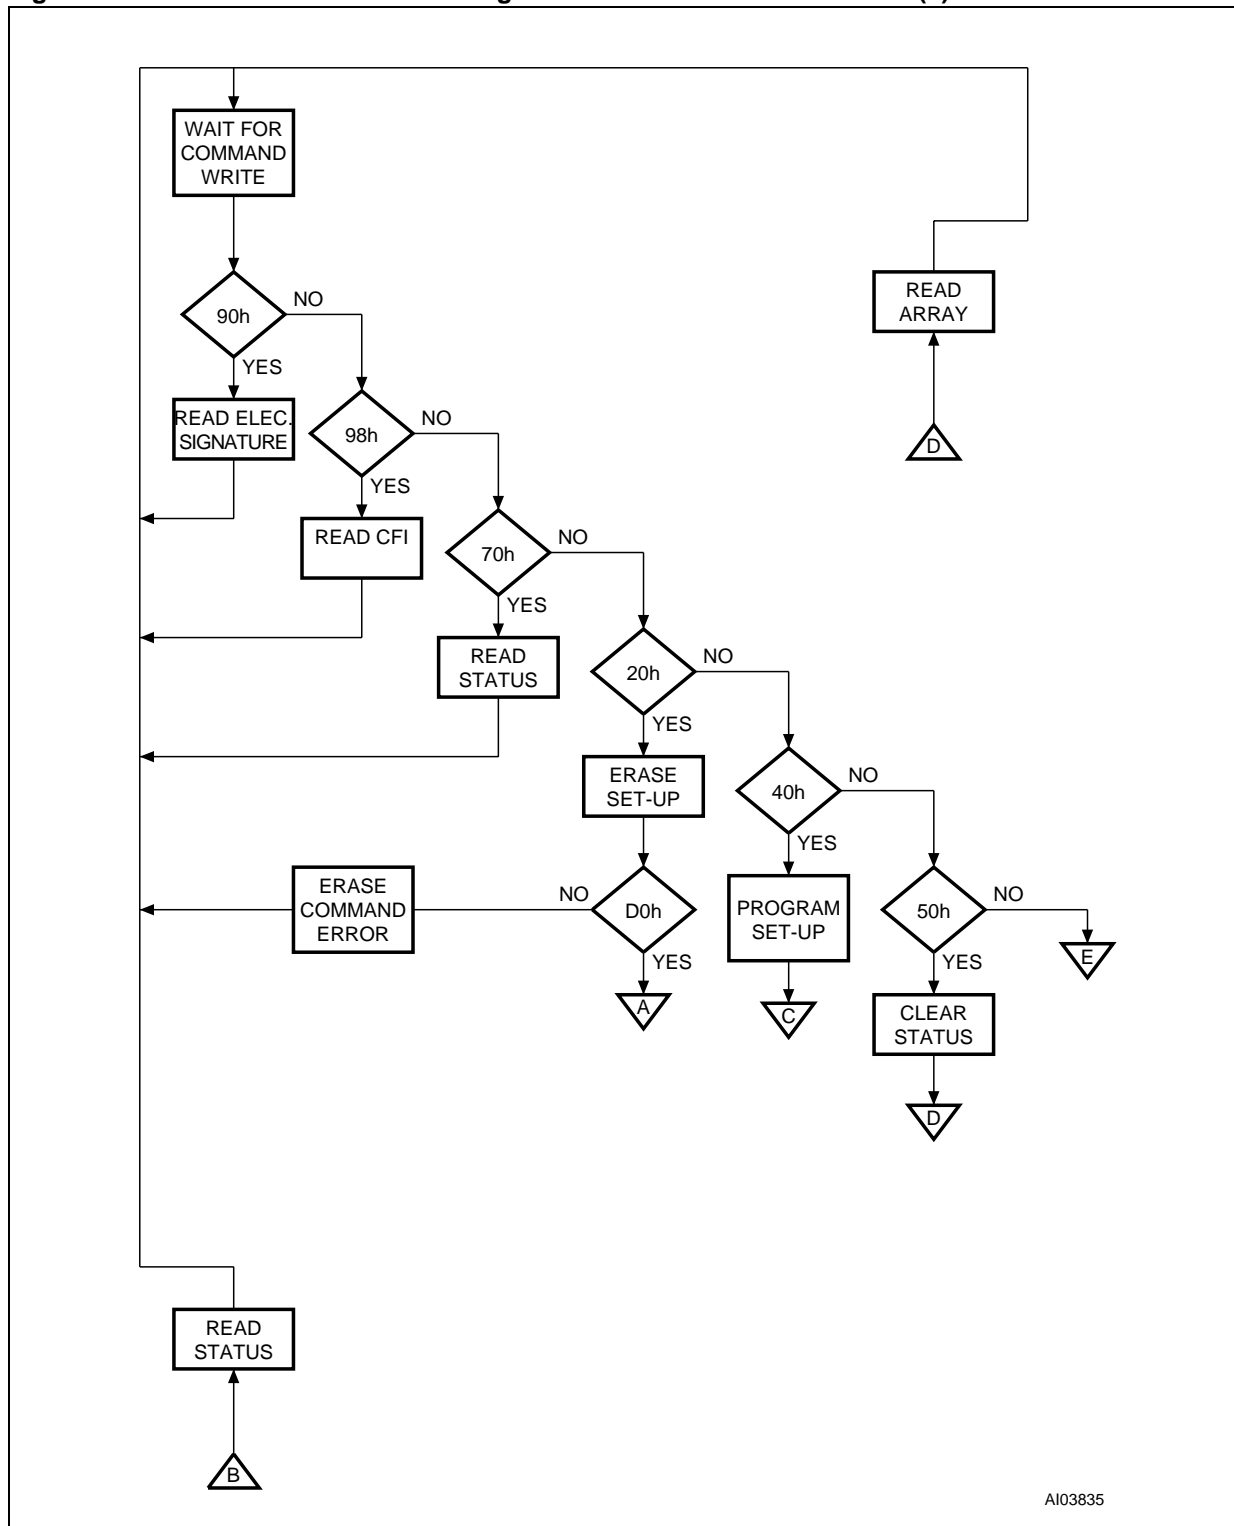 WAIT FOR
COMMAND
WRITE
90h
NO
YES
READ
ARRAY
D
READ ELEC.
SIGNATURE
98h
NO
YES
READ CFI
70h
NO
YES
READ
STATUS
20h
NO
YES
ERASE
SET-UP
40h
NO
YES
ERASE
COMMAND
ERROR
NO
D0h
YES
A
PROGRAM
SET-UP
C
50h
NO
YES
E
CLEAR
STATUS
D
READ
STATUS
B
AI03835